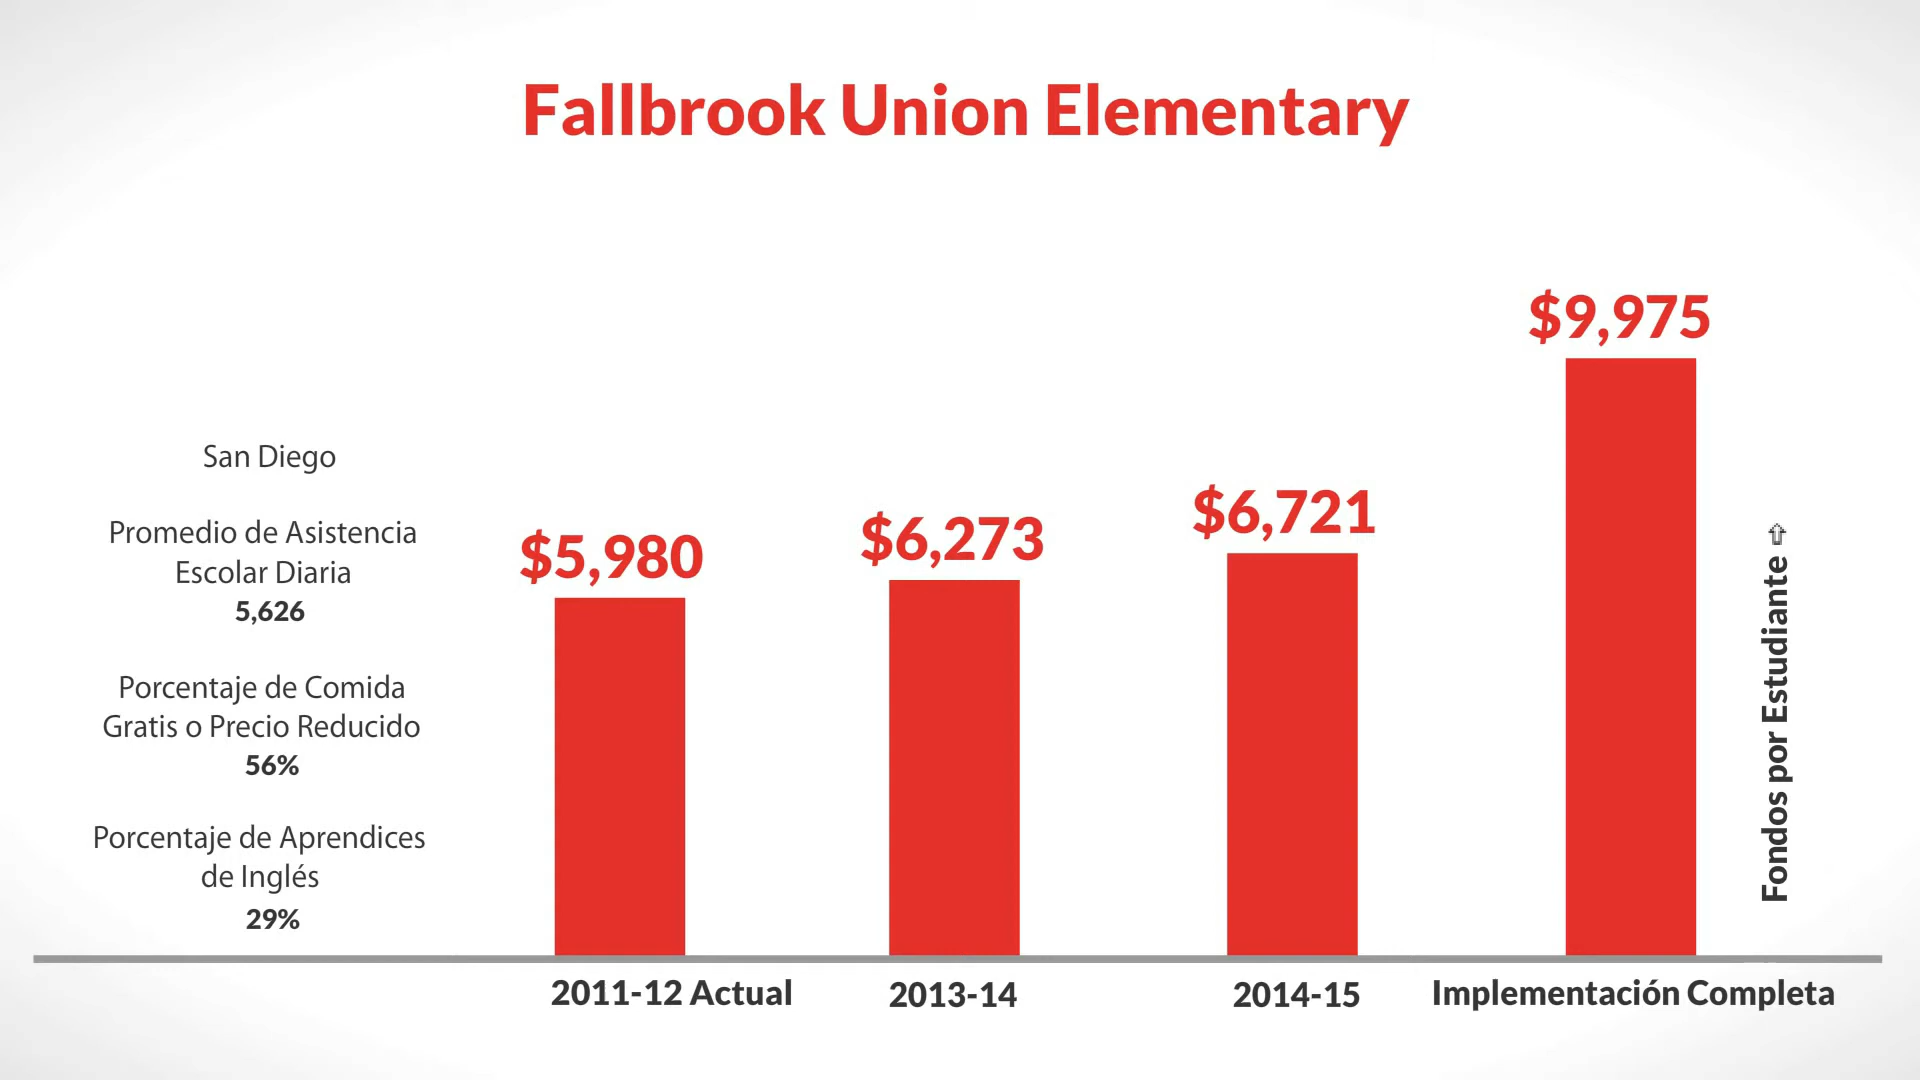 Fallbrook Union Elementary
San Diego
Promedio de Asistencia
Escolar Diaria
5,626
Porcentaje de Comida
Gratis o Precio Reducido
56%
Porcentaje de Aprendices
de Inglés
29%
$5,980
$6,273
$6,721
$9,975
Fondos por Estudiante ⇧
2011-12 Actual
2013-14
2014-15
Implementación Completa